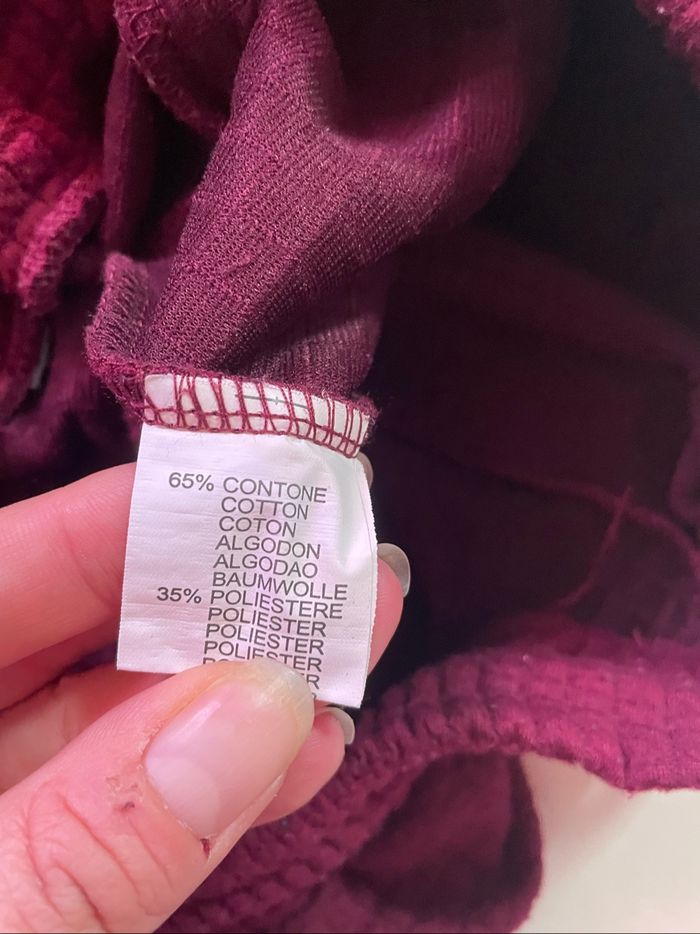 65% CONTONE
COTTON
COTON
ALGODON
ALGODAO
BAUMWOLLE
35% POLIESTERE
POLIESTER
POLIESTER
POLIESTER